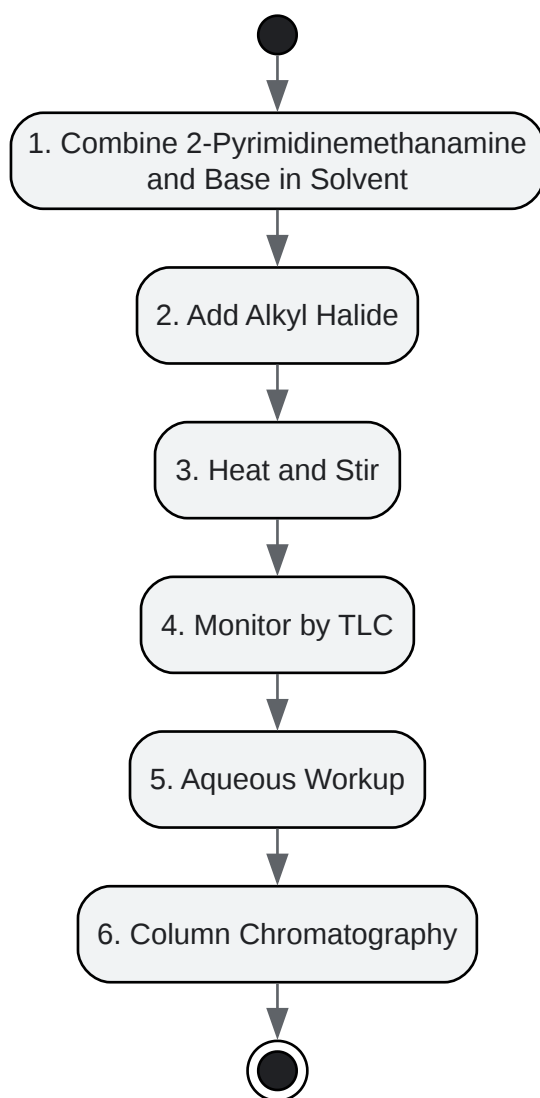 1. Combine 2-Pyrimidinemethanamine
and Base in Solvent
2. Add Alkyl Halide
3. Heat and Stir
4. Monitor by TLC
5. Aqueous Workup
6. Column Chromatography